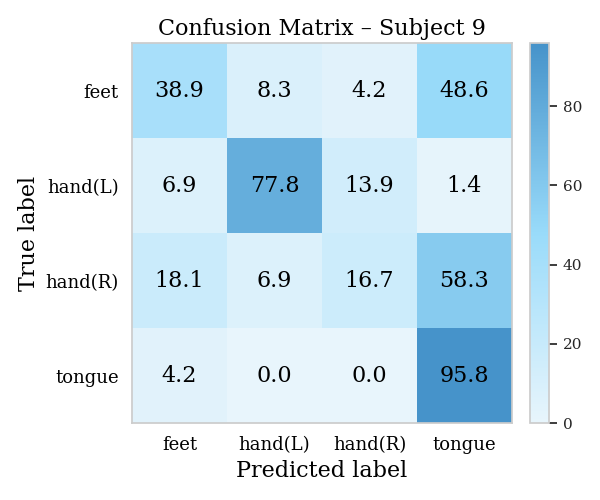 Confusion Matrix – Subject 9
feet 38.9 8.3 4.2 48.6
hand(L) 6.9 77.8 13.9 1.4
hand(R) 18.1 6.9 16.7 58.3
tongue 4.2 0.0 0.0 95.8
feet hand(L) hand(R) tongue
Predicted label
True label
80
60
40
20
0